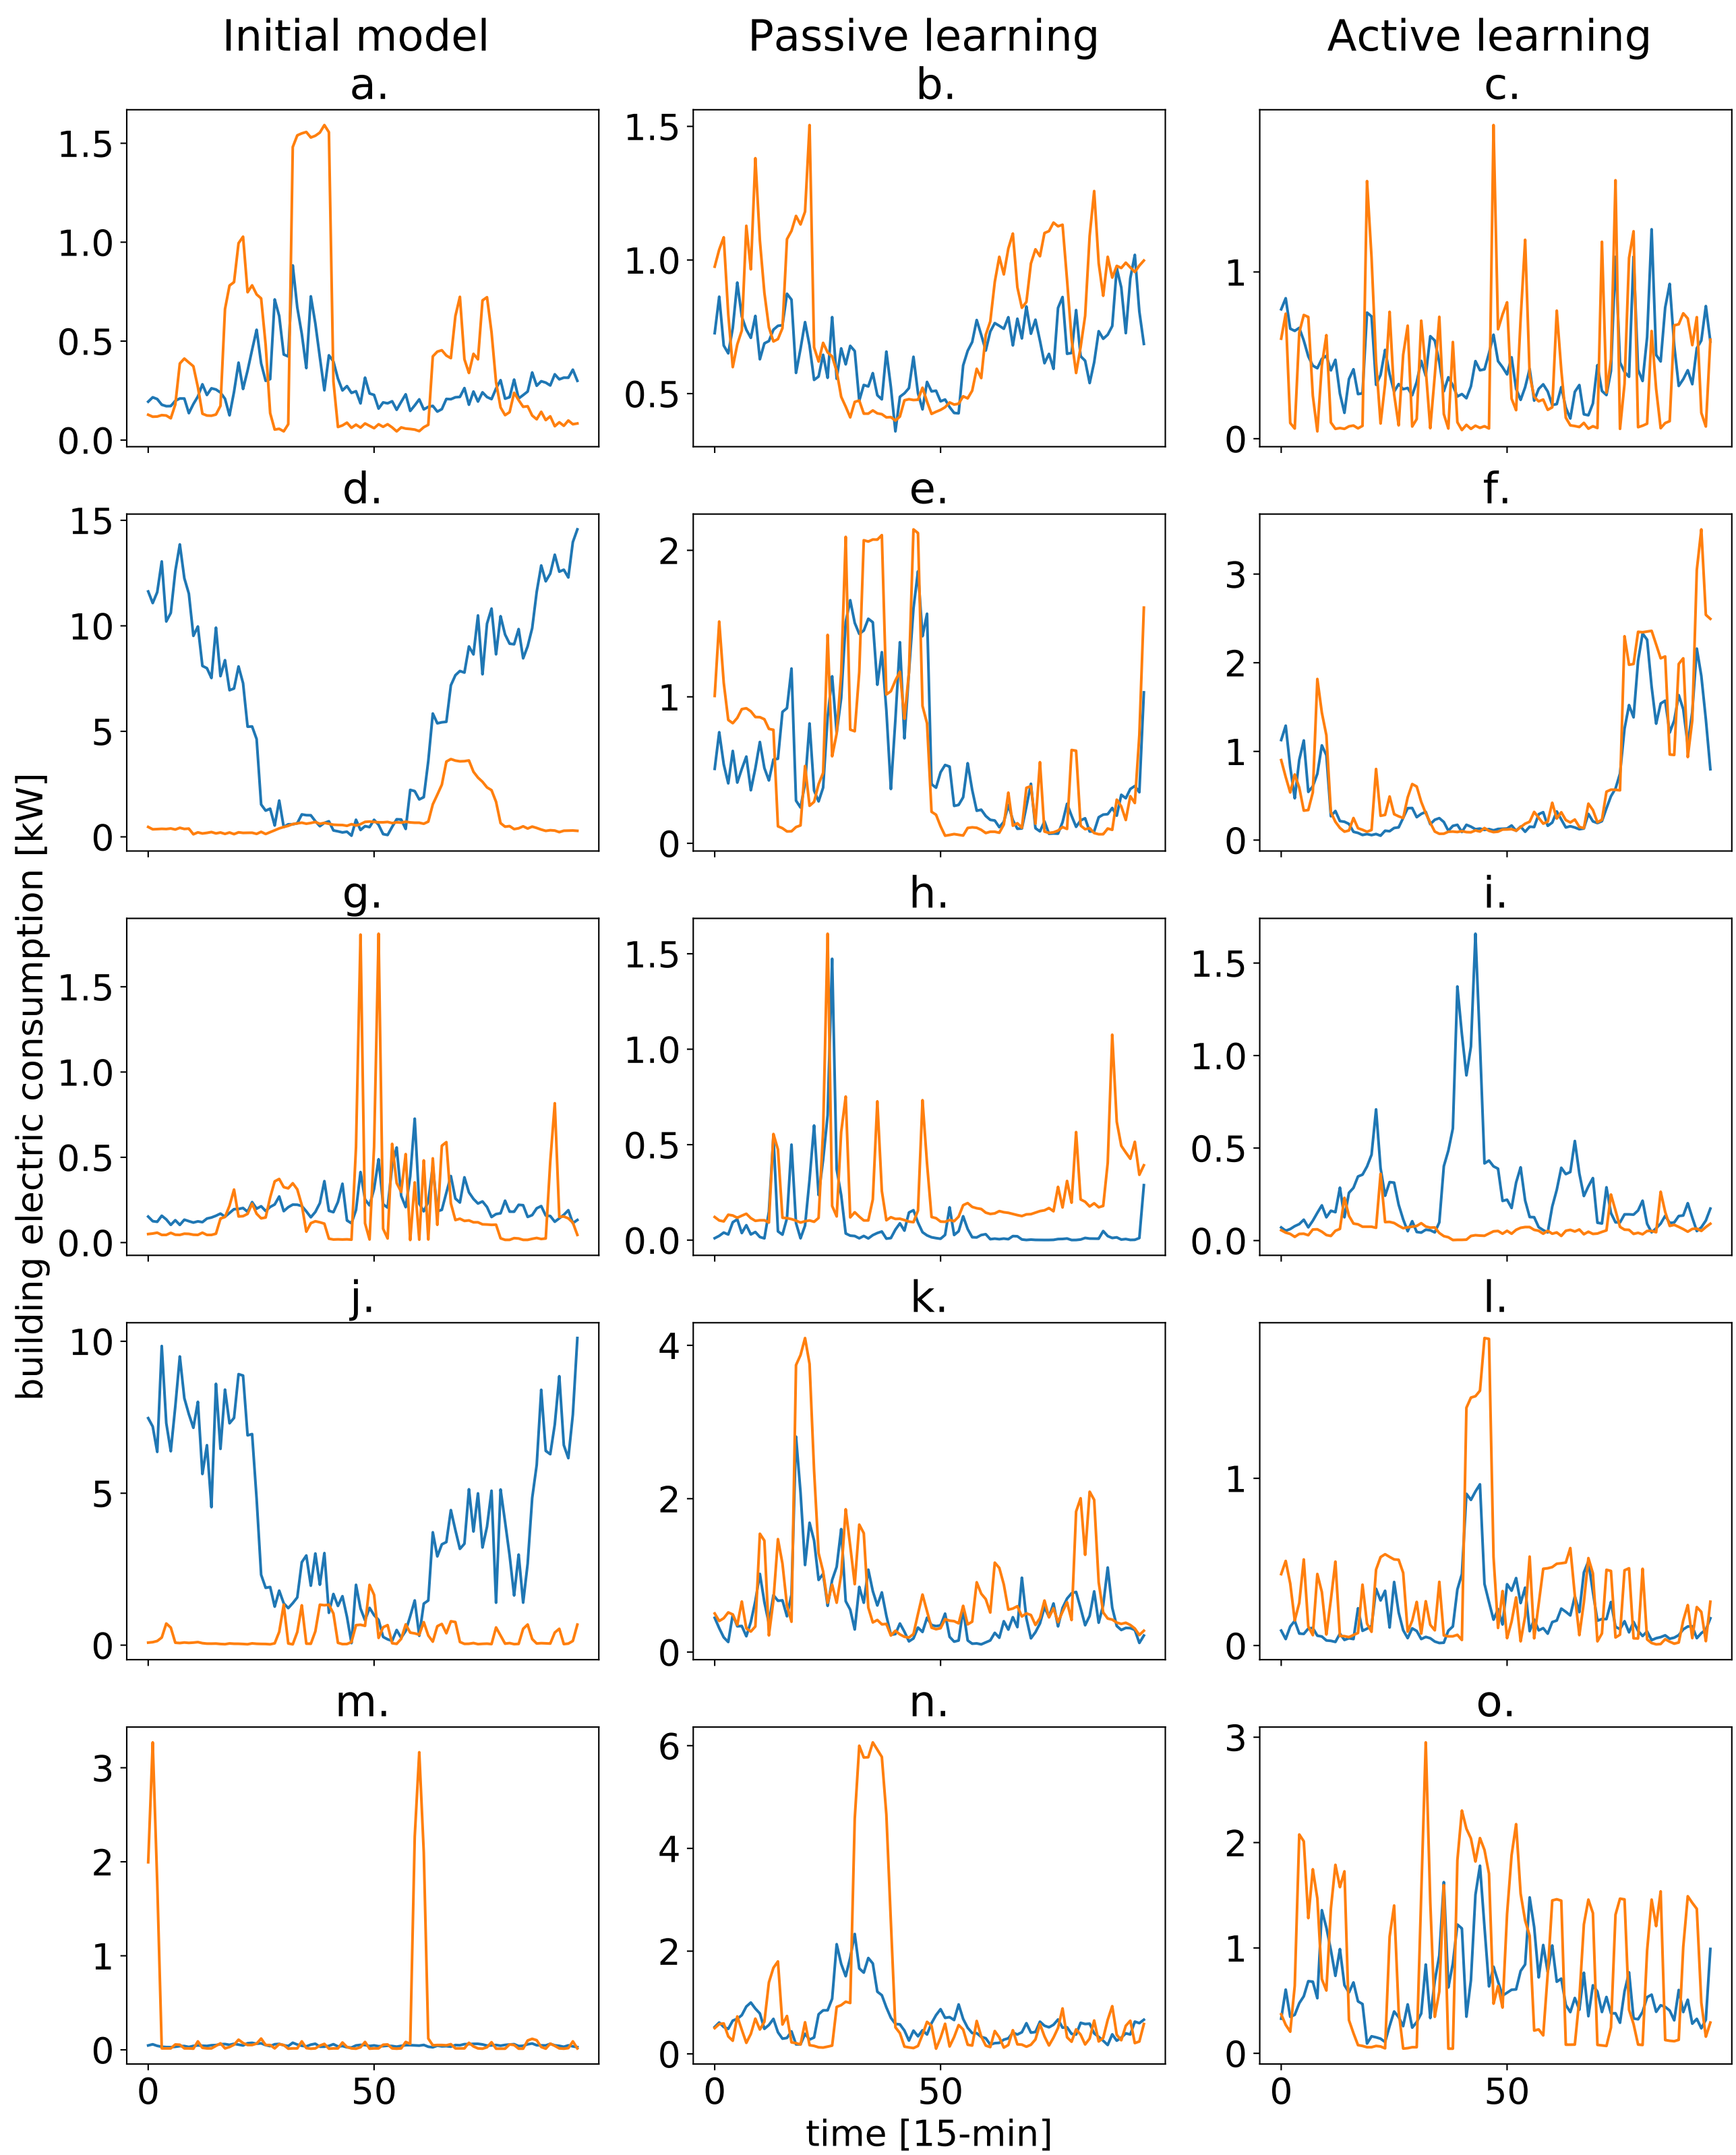 Initial model Passive learning Active learning
a. b. c.
1.5 1.5
1.0 1.0 1
0.5 0.5
0.0 0
d. e. f.
15 2 3
10 2
5 1 1
0 0 0
g. h. i.
1.5 1.5 1.5
1.0 1.0 1.0
0.5 0.5 0.5
0.0 0.0 0.0
building electric consumption [kW]
j. k. l.
10 4
5 2 1
0 0 0
m. n. o.
3 6 3
2 4 2
1 2 1
0 0 0
0 50 0 50 0 50
time [15-min]